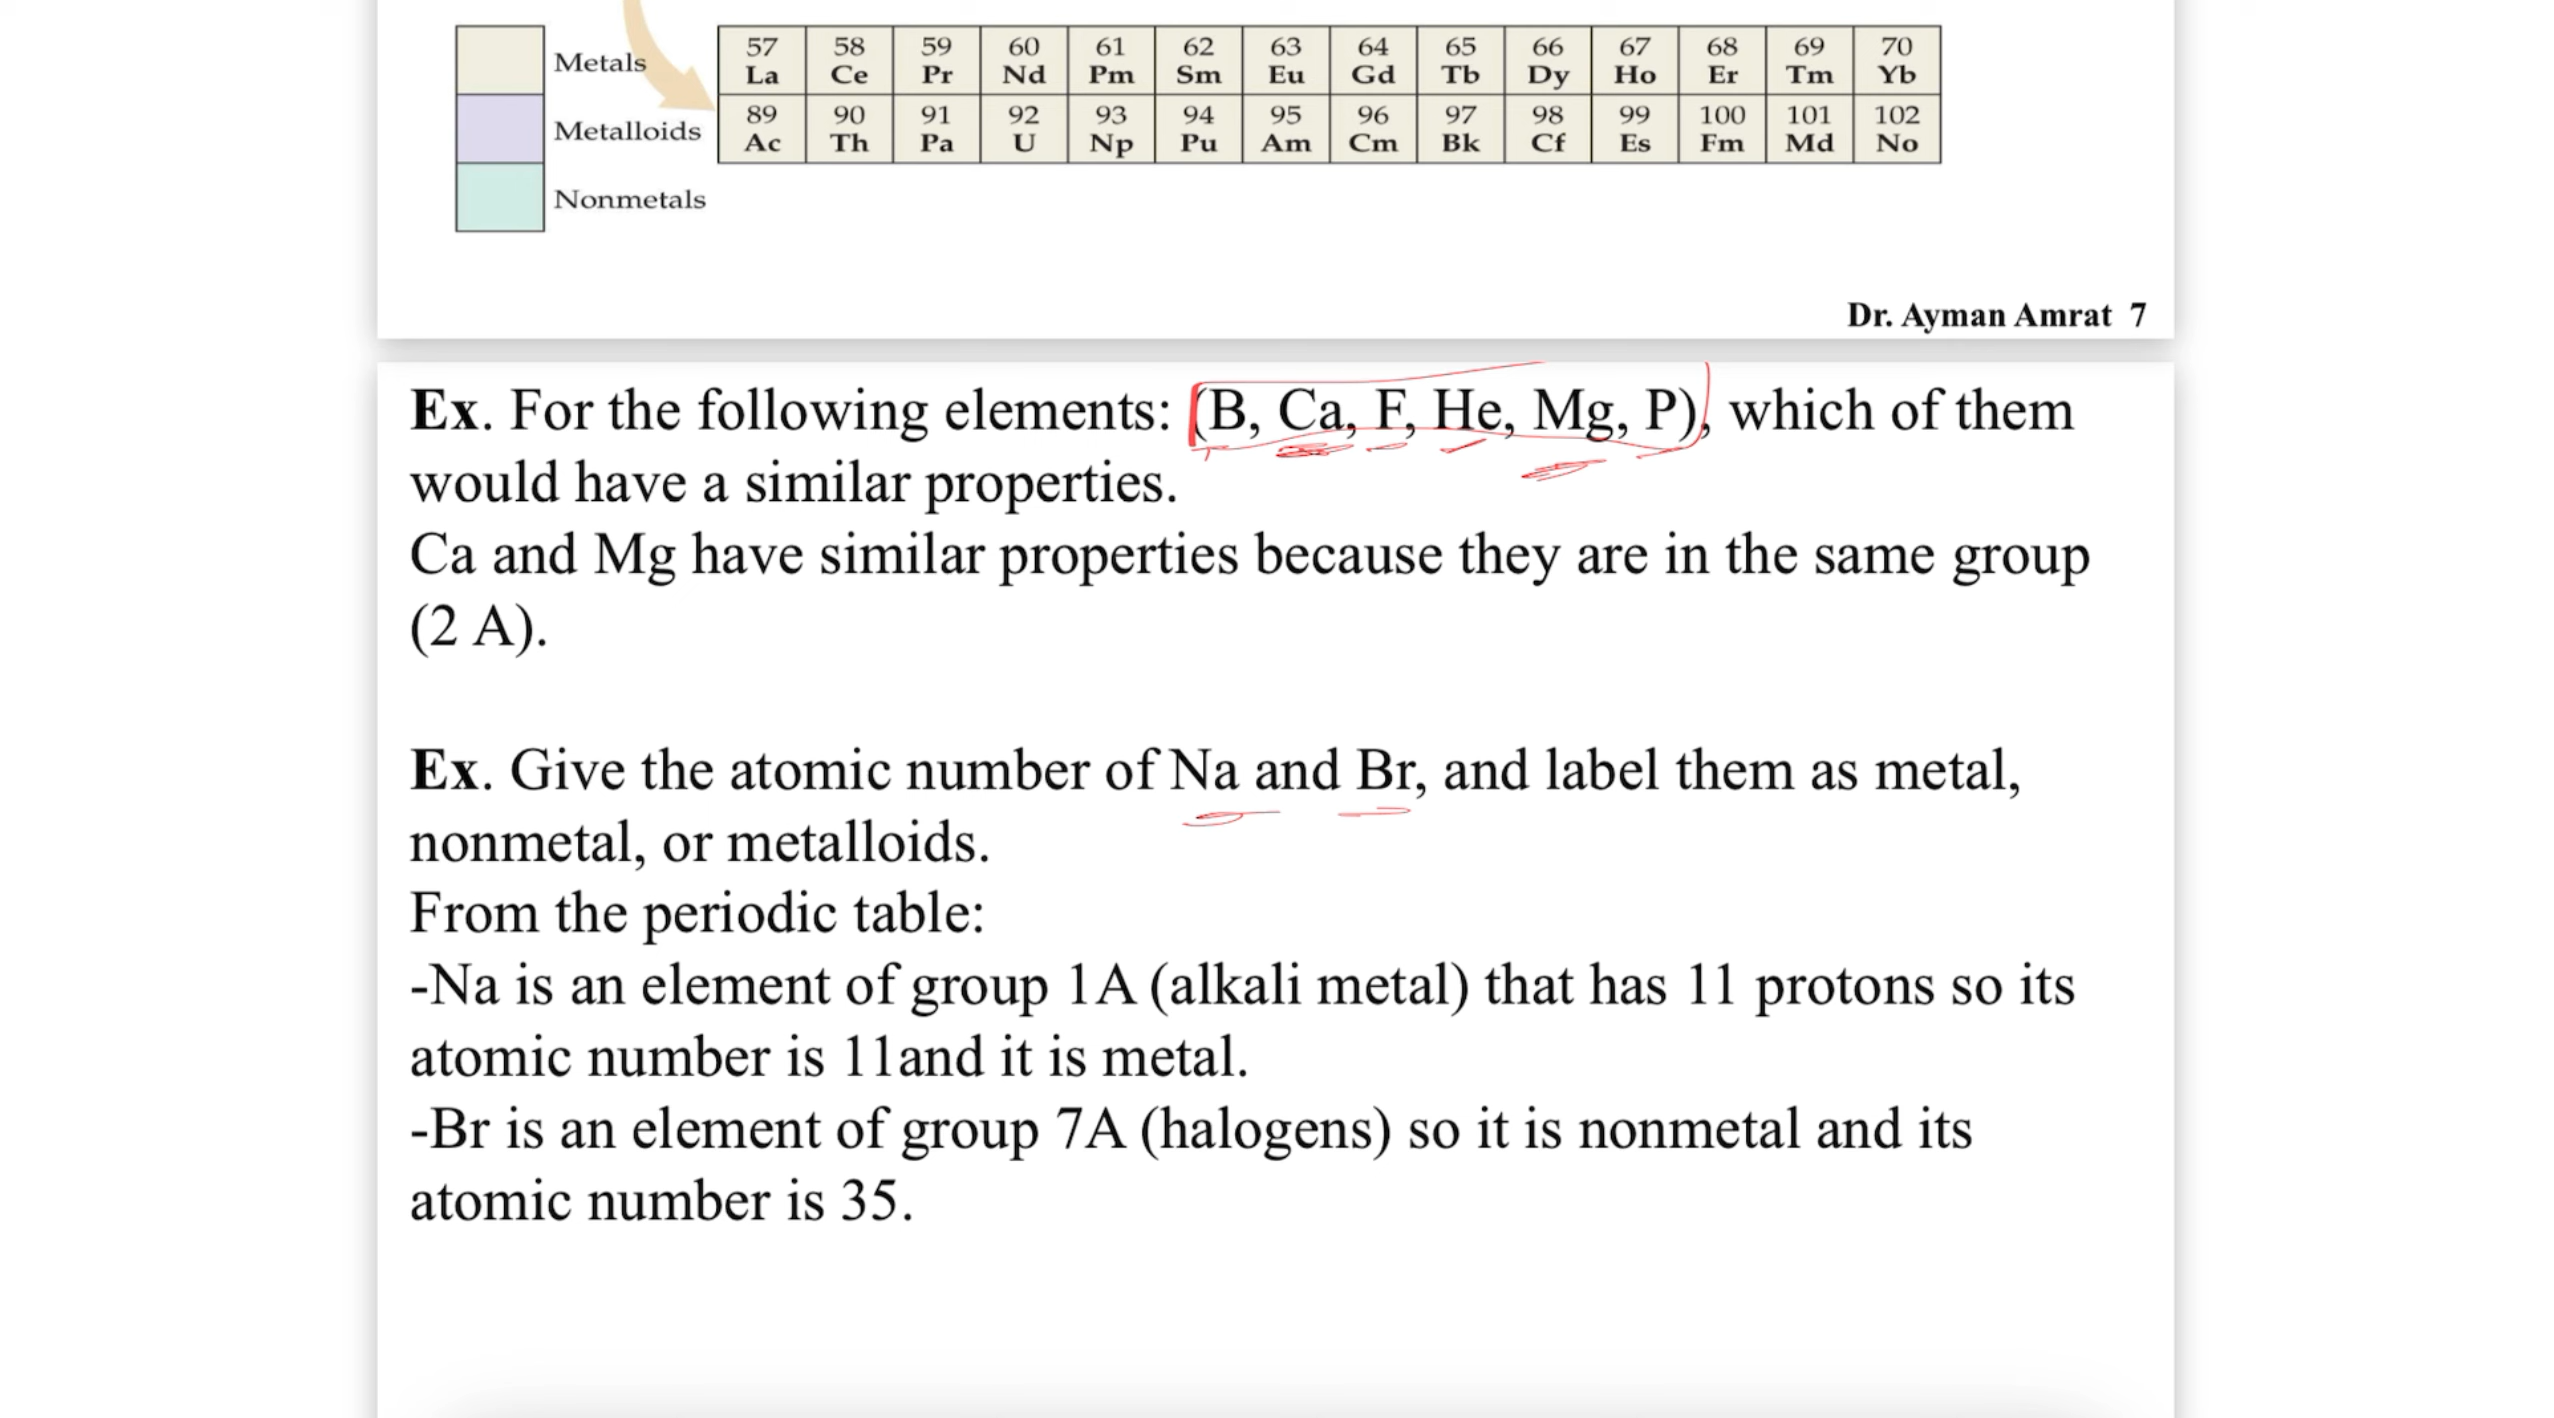 Metals
57 58 59 60 61 62 63 64 65 66 67 68 69 70
La Ce Pr Nd Pm Sm Eu Gd Tb Dy Ho Er Tm Yb
Metalloids
89 90 91 92 93 94 95 96 97 98 99 100 101 102
Ac Th Pa U Np Pu Am Cm Bk Cf Es Fm Md No
Nonmetals
Dr. Ayman Amrat 7
Ex. For the following elements: (B, Ca, F, He, Mg, P), which of them
would have a similar properties.
Ca and Mg have similar properties because they are in the same group
(2 A).
Ex. Give the atomic number of Na and Br, and label them as metal,
nonmetal, or metalloids.
From the periodic table:
-Na is an element of group 1A (alkali metal) that has 11 protons so its
atomic number is 11and it is metal.
-Br is an element of group 7A (halogens) so it is nonmetal and its
atomic number is 35.